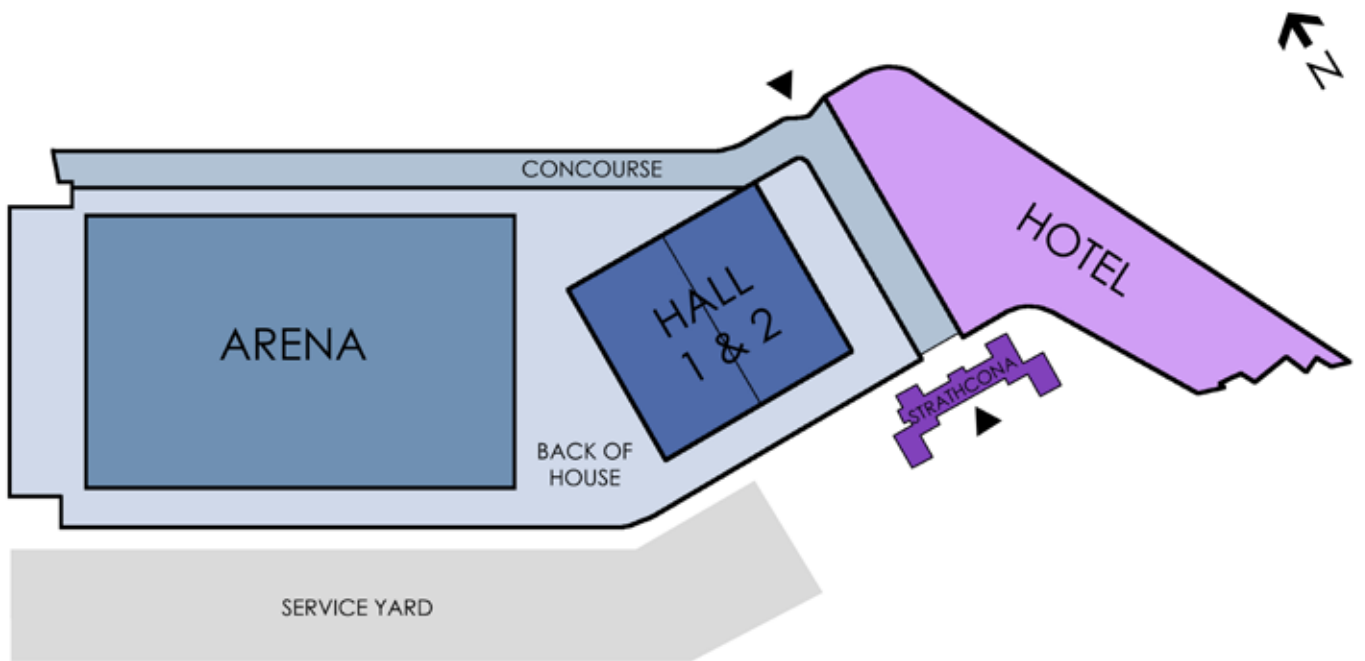 N
CONCOURSE
HOTEL
ARENA
HALL
1 & 2
STRATHCONA
BACK OF
HOUSE
SERVICE YARD